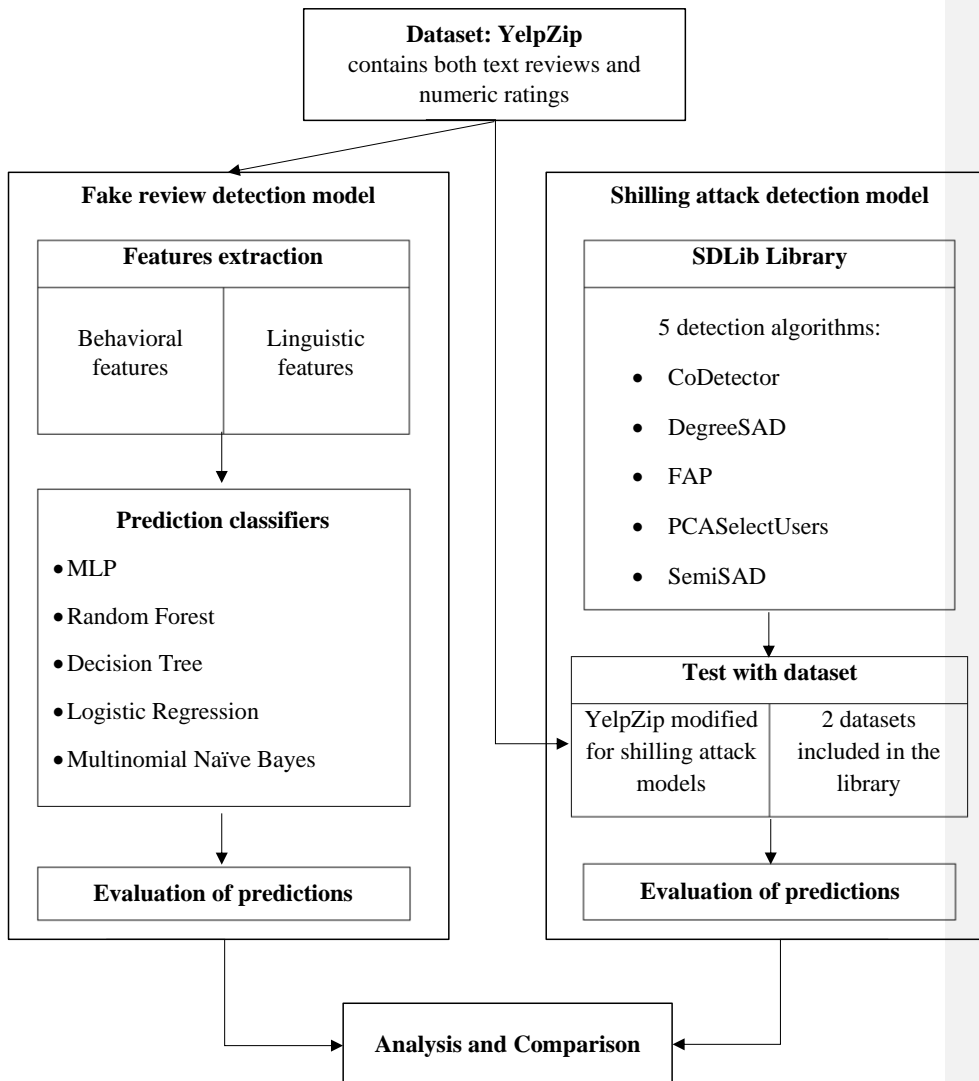 Dataset: YelpZip
contains both text reviews and
numeric ratings
Fake review detection model
Features extraction
Behavioral
features
Linguistic
features
Prediction classifiers
• MLP
• Random Forest
• Decision Tree
• Logistic Regression
• Multinomial Naïve Bayes
Evaluation of predictions
Shilling attack detection model
SDLib Library
5 detection algorithms:
• CoDetector
• DegreeSAD
• FAP
• PCASelectUsers
• SemiSAD
Test with dataset
YelpZip modified
for shilling attack
models
2 datasets
included in the
library
Evaluation of predictions
Analysis and Comparison